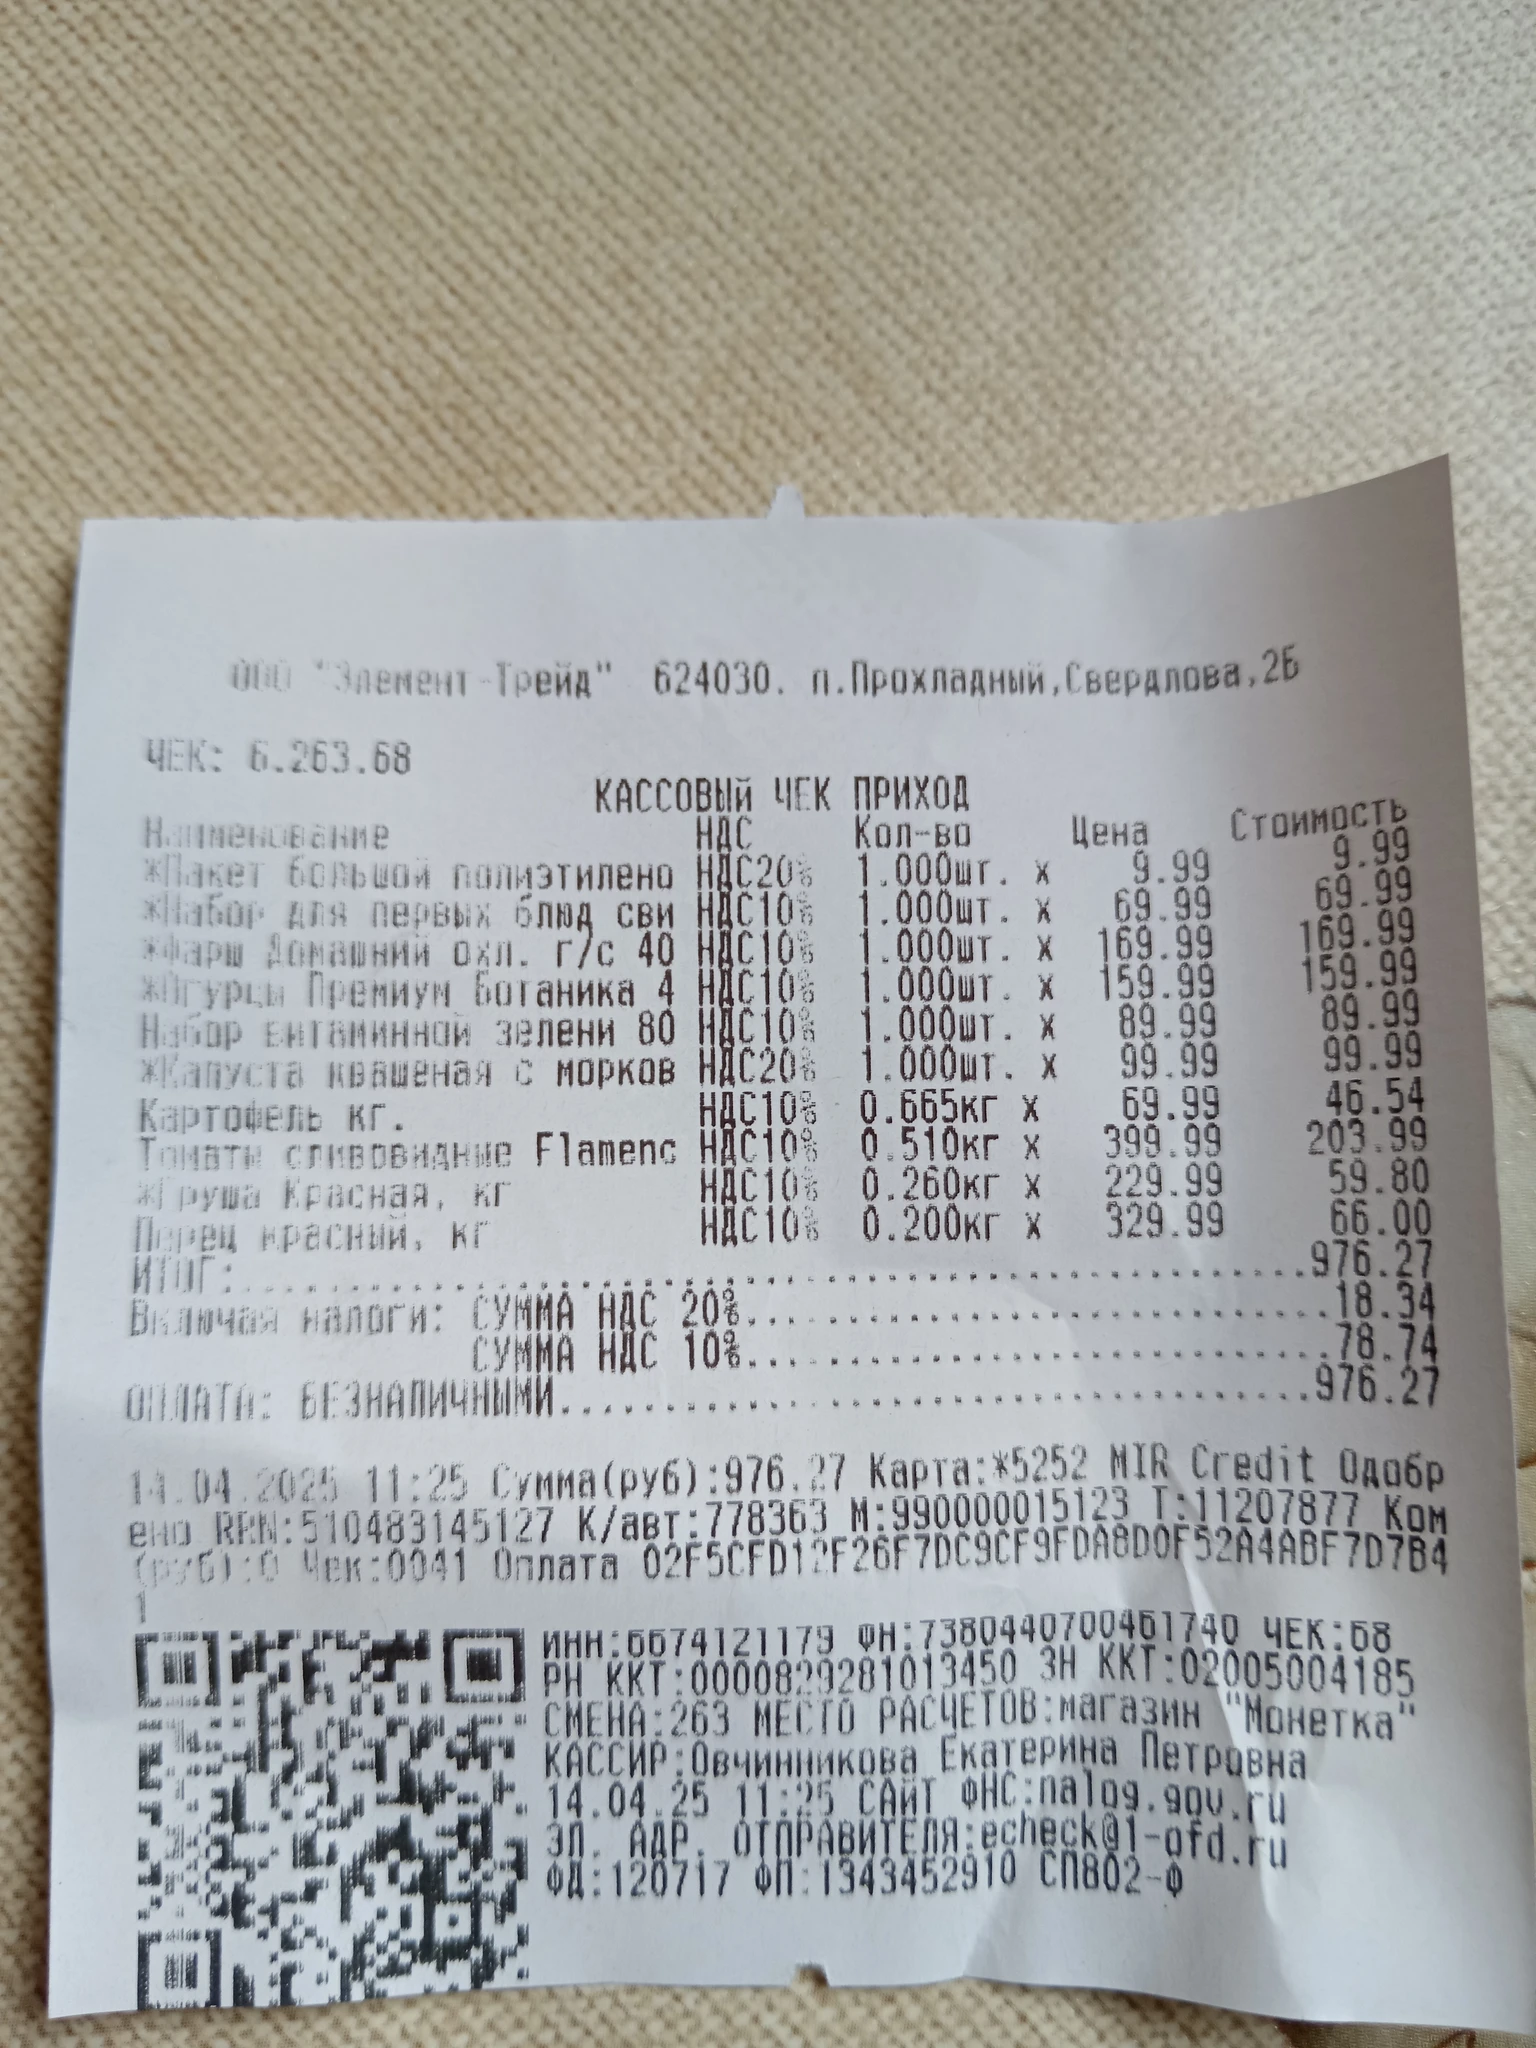 ООО "Элемент-Трейд" 624030. п.Прохладный,Свердлова,2Б
ЧЕК: 6.263.68
КАССОВЫЙ ЧЕК ПРИХОД
Наименование НДС Кол-во Цена Стоимость
*Пакет большой полиэтилено НДС20% 1.000шт. x 9.99 9.99
*Набор для первых блюд сви НДС10% 1.000шт. x 69.99 69.99
*Фарш Домашний охл. г/с 40 НДС10% 1.000шт. x 169.99 169.99
*Огурцы Премиум Ботаника 4 НДС10% 1.000шт. x 159.99 159.99
Набор витаминной зелени 80 НДС10% 1.000шт. x 89.99 89.99
*Капуста квашеная с морков НДС20% 1.000шт. x 99.99 99.99
Картофель кг. НДС10% 0.665кг x 69.99 46.54
Томаты сливовидные Flamenc НДС10% 0.510кг x 399.99 203.99
*Груша Красная, кг НДС10% 0.260кг x 229.99 59.80
Перец красный, кг НДС10% 0.200кг x 329.99 66.00
ИТОГ:..........976.27
Включая налоги: СУММА НДС 20%..........18.34
СУММА НДС 10%..........78.74
ОПЛАТА: БЕЗНАЛИЧНЫМИ..........976.27
14.04.2025 11:25 Сумма(руб):976.27 Карта:*5252 MIR Credit Одобр
ено RRN:510483145127 К/авт:778363 М:990000015123 Т:11207877 Ком
(руб):0 Чек:0041 Оплата 02F5CFD12F26F7DC9CF9FDA8D0F52A4ABF7D7B4
1
ИНН:6674121179 ФН:7380440700461740 ЧЕК:68
РН ККТ:0000829281013450 ЗН ККТ:02005004185
СМЕНА:263 МЕСТО РАСЧЕТОВ:магазин "Монетка"
КАССИР:Овчинникова Екатерина Петровна
14.04.25 11:25 САЙТ ФНС:nalog.gov.ru
ЭЛ. АДР. ОТПРАВИТЕЛЯ:echeck@1-ofd.ru
ФД:120717 ФП:1343452910 СП802-Ф